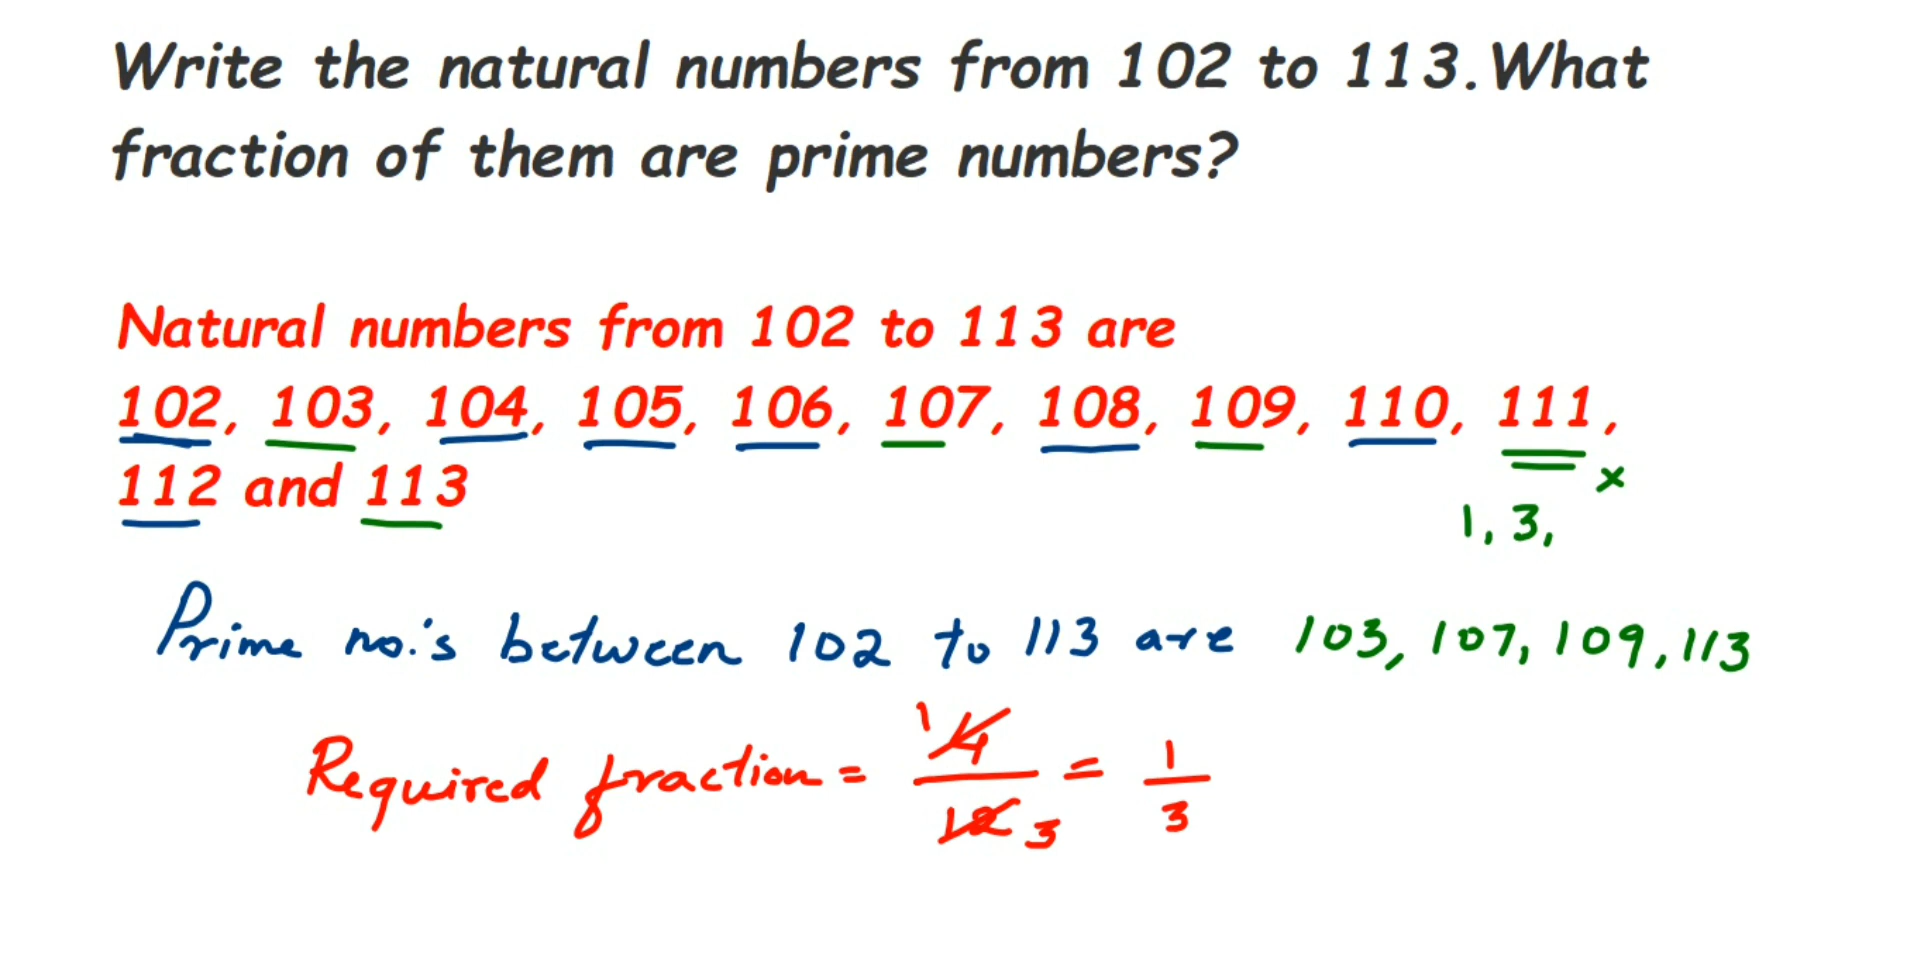 Write the natural numbers from 102 to 113.What
fraction of them are prime numbers?
Natural numbers from 102 to 113 are
102, 103, 104, 105, 106, 107, 108, 109, 110, 111,
112 and 113
x
1, 3,
Prime no.'s between 102 to 113 are 103, 107, 109, 113
1
Required fraction = 4/12 = 1/3
3